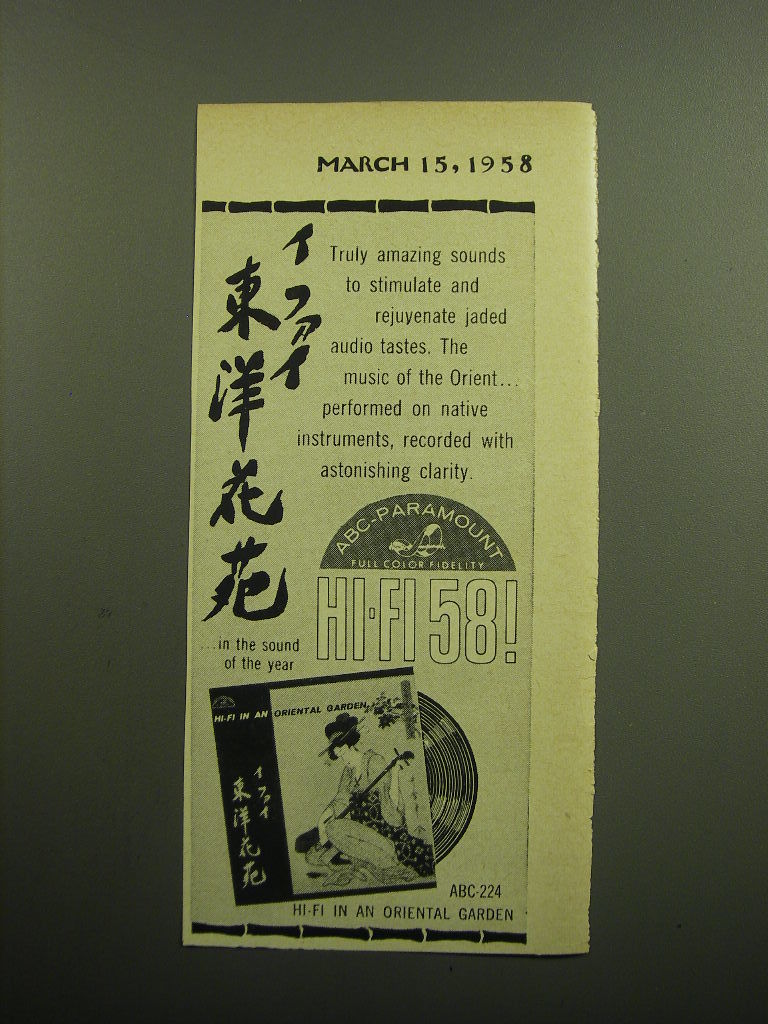 MARCH 15, 1958
イファイ
東洋花苑
Truly amazing sounds
to stimulate and
rejuvenate jaded
audio tastes. The
music of the Orient...
performed on native
instruments, recorded with
astonishing clarity.
ABC-PARAMOUNT
FULL COLOR FIDELITY
HI-FI 58!
...in the sound
of the year
HI-FI IN AN ORIENTAL GARDEN
イファイ
東洋花苑
ABC-224
HI-FI IN AN ORIENTAL GARDEN